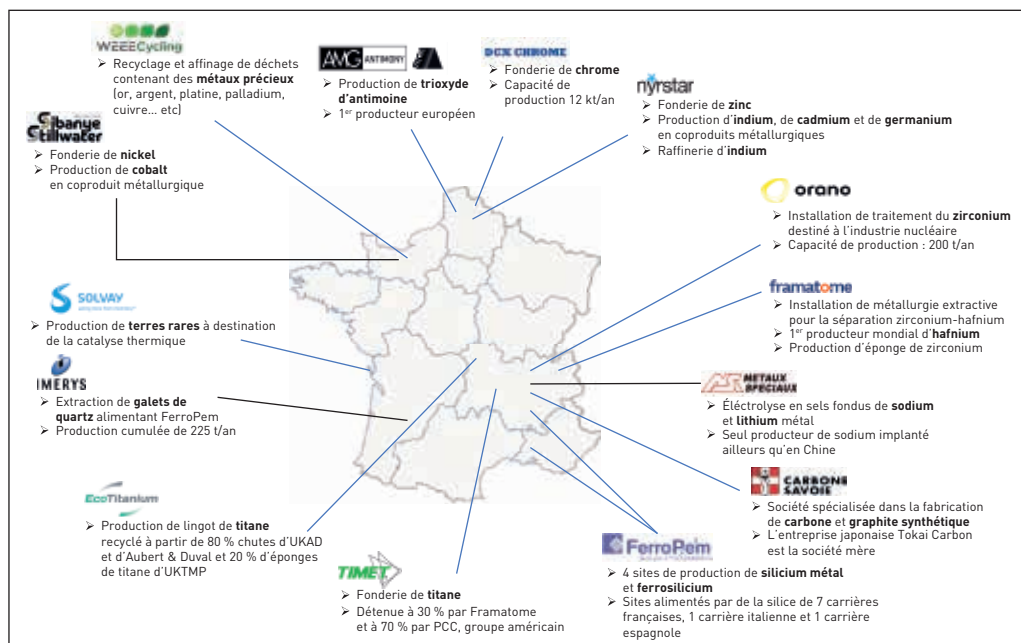 WEEECycling
➢ Recyclage et affinage de déchets
contenant des métaux précieux
(or, argent, platine, palladium,
cuivre... etc)
AMG ANTIMONY
➢ Production de trioxyde
d'antimoine
➢ 1er producteur européen
DCX CHROME
➢ Fonderie de chrome
➢ Capacité de
production 12 kt/an
nyrstar
➢ Fonderie de zinc
➢ Production d'indium, de cadmium et de germanium
en coproduits métallurgiques
➢ Raffinerie d'indium
Sibanye
Stillwater
➢ Fonderie de nickel
➢ Production de cobalt
en coproduit métallurgique
orano
➢ Installation de traitement du zirconium
destiné à l'industrie nucléaire
➢ Capacité de production : 200 t/an
framatome
➢ Installation de métallurgie extractive
pour la séparation zirconium-hafnium
➢ 1er producteur mondial d'hafnium
➢ Production d'éponge de zirconium
SOLVAY
➢ Production de terres rares à destination
de la catalyse thermique
IMERYS
➢ Extraction de galets de
quartz alimentant FerroPem
➢ Production cumulée de 225 t/an
METAUX
SPECIAUX
➢ Éléctrolyse en sels fondus de sodium
et lithium métal
➢ Seul producteur de sodium implanté
ailleurs qu'en Chine
CARBONE
SAVOIE
➢ Société spécialisée dans la fabrication
de carbone et graphite synthétique
➢ L'entreprise japonaise Tokai Carbon
est la société mère
EcoTitanium
➢ Production de lingot de titane
recyclé à partir de 80 % chutes d'UKAD
et d'Aubert & Duval et 20 % d'éponges
de titane d'UKTMP
TIMET
➢ Fonderie de titane
➢ Détenue à 30 % par Framatome
et à 70 % par PCC, groupe américain
FerroPem
➢ 4 sites de production de silicium métal
et ferrosilicium
➢ Sites alimentés par de la silice de 7 carrières
françaises, 1 carrière italienne et 1 carrière
espagnole